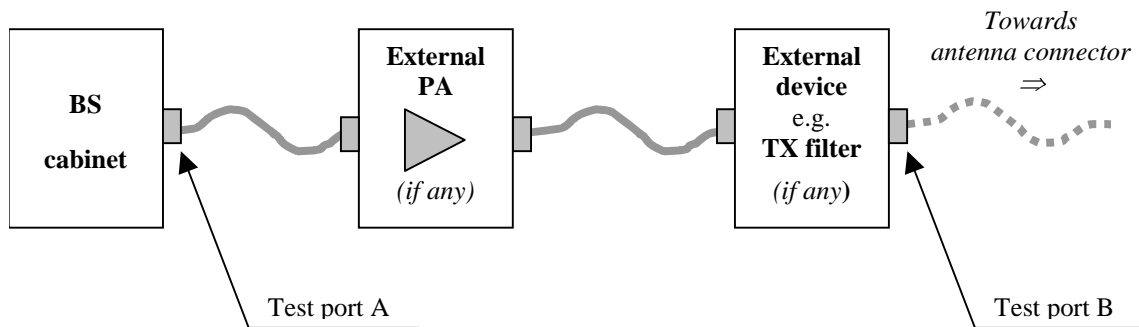 BS
cabinet
External
PA
(if any)
External
device
e.g.
TX filter
(if any)
Towards
antenna connector
⇒
Test port A
Test port B